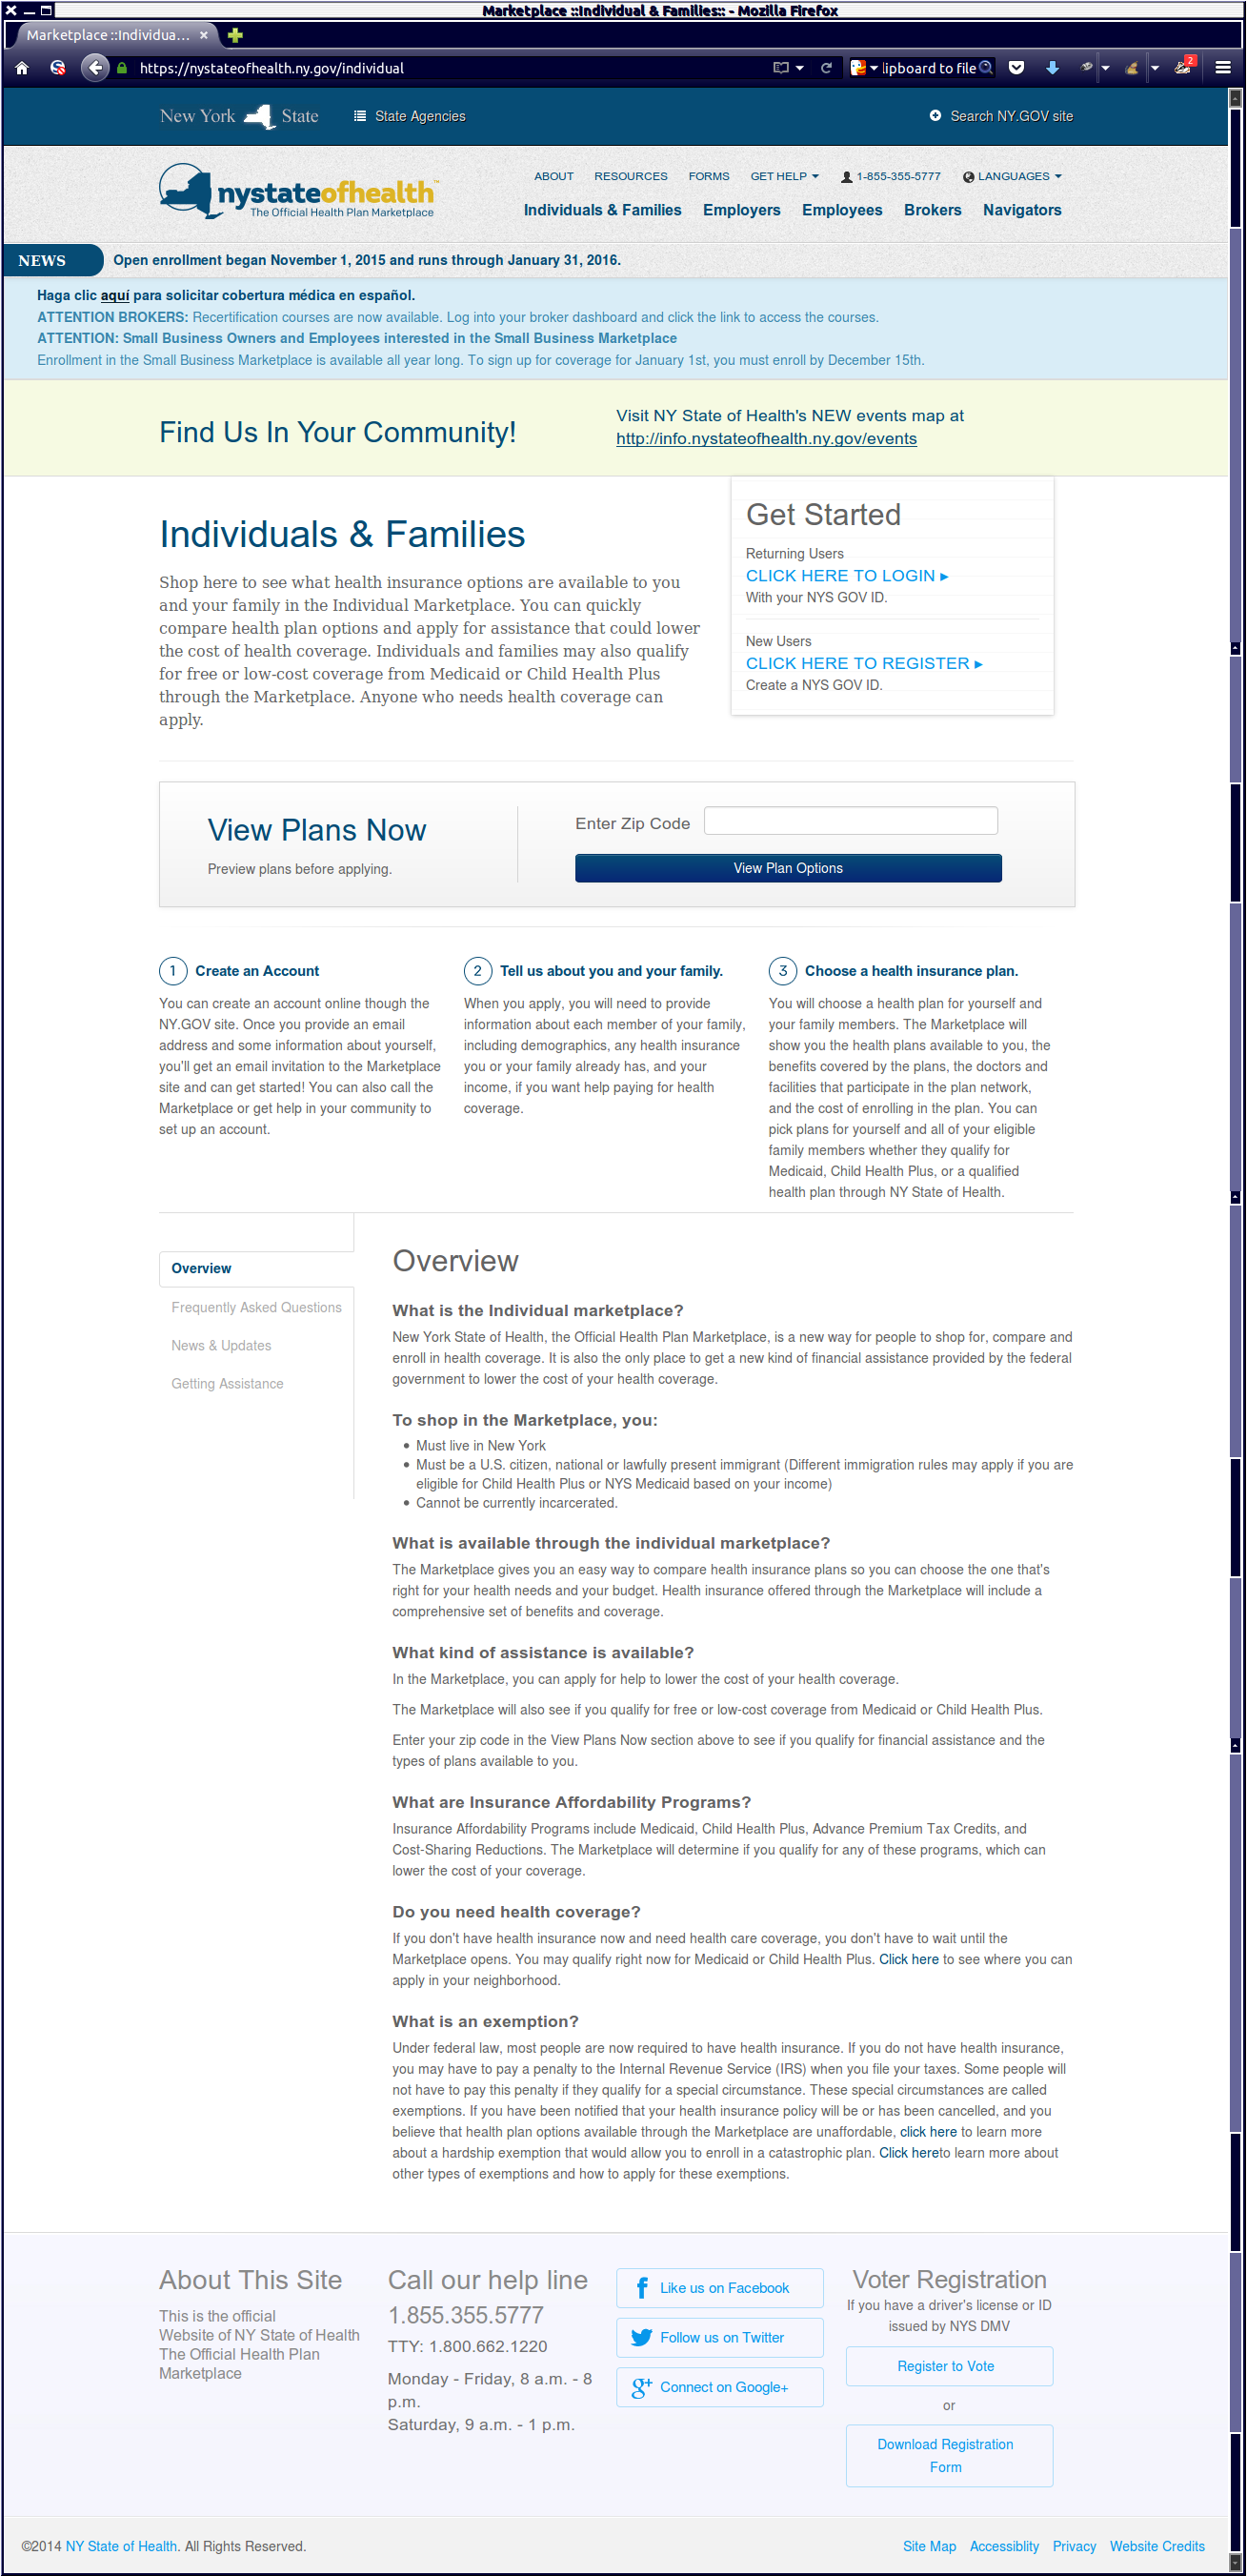 Marketplace ::Individual & Families:: - Mozilla Firefox
Marketplace ::Individua...
https://nystateofhealth.ny.gov/individual
lipboard to file
2
New York State
State Agencies
Search NY.GOV site
nystateofhealth™
The Official Health Plan Marketplace
ABOUT RESOURCES FORMS GET HELP 1-855-355-5777 LANGUAGES
Individuals & Families Employers Employees Brokers Navigators
NEWS
Open enrollment began November 1, 2015 and runs through January 31, 2016.
Haga clic aquí para solicitar cobertura médica en español.
ATTENTION BROKERS: Recertification courses are now available. Log into your broker dashboard and click the link to access the courses.
ATTENTION: Small Business Owners and Employees interested in the Small Business Marketplace
Enrollment in the Small Business Marketplace is available all year long. To sign up for coverage for January 1st, you must enroll by December 15th.
Find Us In Your Community!
Visit NY State of Health's NEW events map at
http://info.nystateofhealth.ny.gov/events
Individuals & Families
Shop here to see what health insurance options are available to you
and your family in the Individual Marketplace. You can quickly
compare health plan options and apply for assistance that could lower
the cost of health coverage. Individuals and families may also qualify
for free or low-cost coverage from Medicaid or Child Health Plus
through the Marketplace. Anyone who needs health coverage can
apply.
Get Started
Returning Users
CLICK HERE TO LOGIN ▸
With your NYS GOV ID.
New Users
CLICK HERE TO REGISTER ▸
Create a NYS GOV ID.
View Plans Now
Preview plans before applying.
Enter Zip Code
View Plan Options
1 Create an Account
You can create an account online though the
NY.GOV site. Once you provide an email
address and some information about yourself,
you'll get an email invitation to the Marketplace
site and can get started! You can also call the
Marketplace or get help in your community to
set up an account.
2 Tell us about you and your family.
When you apply, you will need to provide
information about each member of your family,
including demographics, any health insurance
you or your family already has, and your
income, if you want help paying for health
coverage.
3 Choose a health insurance plan.
You will choose a health plan for yourself and
your family members. The Marketplace will
show you the health plans available to you, the
benefits covered by the plans, the doctors and
facilities that participate in the plan network,
and the cost of enrolling in the plan. You can
pick plans for yourself and all of your eligible
family members whether they qualify for
Medicaid, Child Health Plus, or a qualified
health plan through NY State of Health.
Overview
Frequently Asked Questions
News & Updates
Getting Assistance
Overview
What is the Individual marketplace?
New York State of Health, the Official Health Plan Marketplace, is a new way for people to shop for, compare and
enroll in health coverage. It is also the only place to get a new kind of financial assistance provided by the federal
government to lower the cost of your health coverage.
To shop in the Marketplace, you:
• Must live in New York
• Must be a U.S. citizen, national or lawfully present immigrant (Different immigration rules may apply if you are
eligible for Child Health Plus or NYS Medicaid based on your income)
• Cannot be currently incarcerated.
What is available through the individual marketplace?
The Marketplace gives you an easy way to compare health insurance plans so you can choose the one that's
right for your health needs and your budget. Health insurance offered through the Marketplace will include a
comprehensive set of benefits and coverage.
What kind of assistance is available?
In the Marketplace, you can apply for help to lower the cost of your health coverage.
The Marketplace will also see if you qualify for free or low-cost coverage from Medicaid or Child Health Plus.
Enter your zip code in the View Plans Now section above to see if you qualify for financial assistance and the
types of plans available to you.
What are Insurance Affordability Programs?
Insurance Affordability Programs include Medicaid, Child Health Plus, Advance Premium Tax Credits, and
Cost-Sharing Reductions. The Marketplace will determine if you qualify for any of these programs, which can
lower the cost of your coverage.
Do you need health coverage?
If you don't have health insurance now and need health care coverage, you don't have to wait until the
Marketplace opens. You may qualify right now for Medicaid or Child Health Plus. Click here to see where you can
apply in your neighborhood.
What is an exemption?
Under federal law, most people are now required to have health insurance. If you do not have health insurance,
you may have to pay a penalty to the Internal Revenue Service (IRS) when you file your taxes. Some people will
not have to pay this penalty if they qualify for a special circumstance. These special circumstances are called
exemptions. If you have been notified that your health insurance policy will be or has been cancelled, and you
believe that health plan options available through the Marketplace are unaffordable, click here to learn more
about a hardship exemption that would allow you to enroll in a catastrophic plan. Click hereto learn more about
other types of exemptions and how to apply for these exemptions.
About This Site
This is the official
Website of NY State of Health
The Official Health Plan
Marketplace
Call our help line
1.855.355.5777
TTY: 1.800.662.1220
Monday - Friday, 8 a.m. - 8
p.m.
Saturday, 9 a.m. - 1 p.m.
Like us on Facebook
Follow us on Twitter
Connect on Google+
Voter Registration
If you have a driver's license or ID
issued by NYS DMV
Register to Vote
or
Download Registration
Form
©2014 NY State of Health. All Rights Reserved.
Site Map Accessiblity Privacy Website Credits